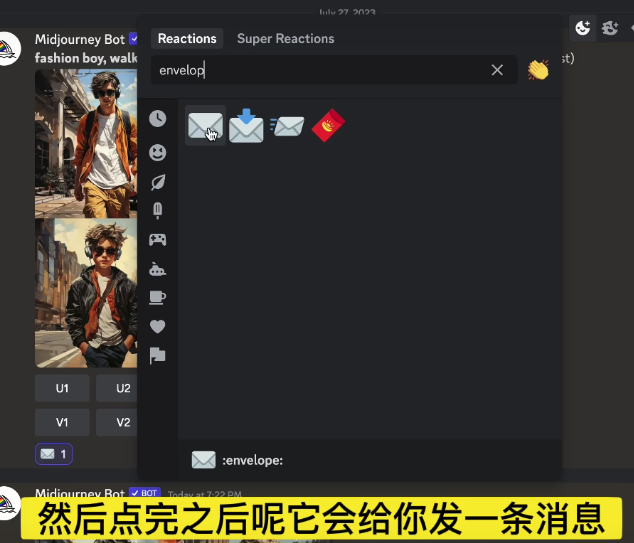 July 27, 2023
Midjourney Bot
fashion boy, walk
st)
Reactions
Super Reactions
envelop
U1
U2
V1
V2
1
:envelope:
Midjourney Bot BOT Today at 7:22 PM
然后点完之后呢它会给你发一条消息